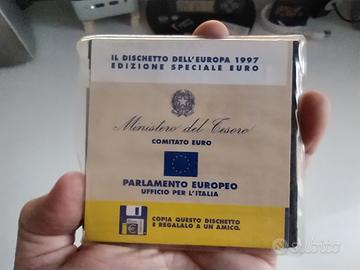 IL DISCHETTO DELL'EUROPA 1997
EDIZIONE SPECIALE EURO
Ministero del Tesoro
COMITATO EURO
PARLAMENTO EUROPEO
UFFICIO PER L'ITALIA
COPIA QUESTO DISCHETTO
E REGALALO A UN AMICO.
subito